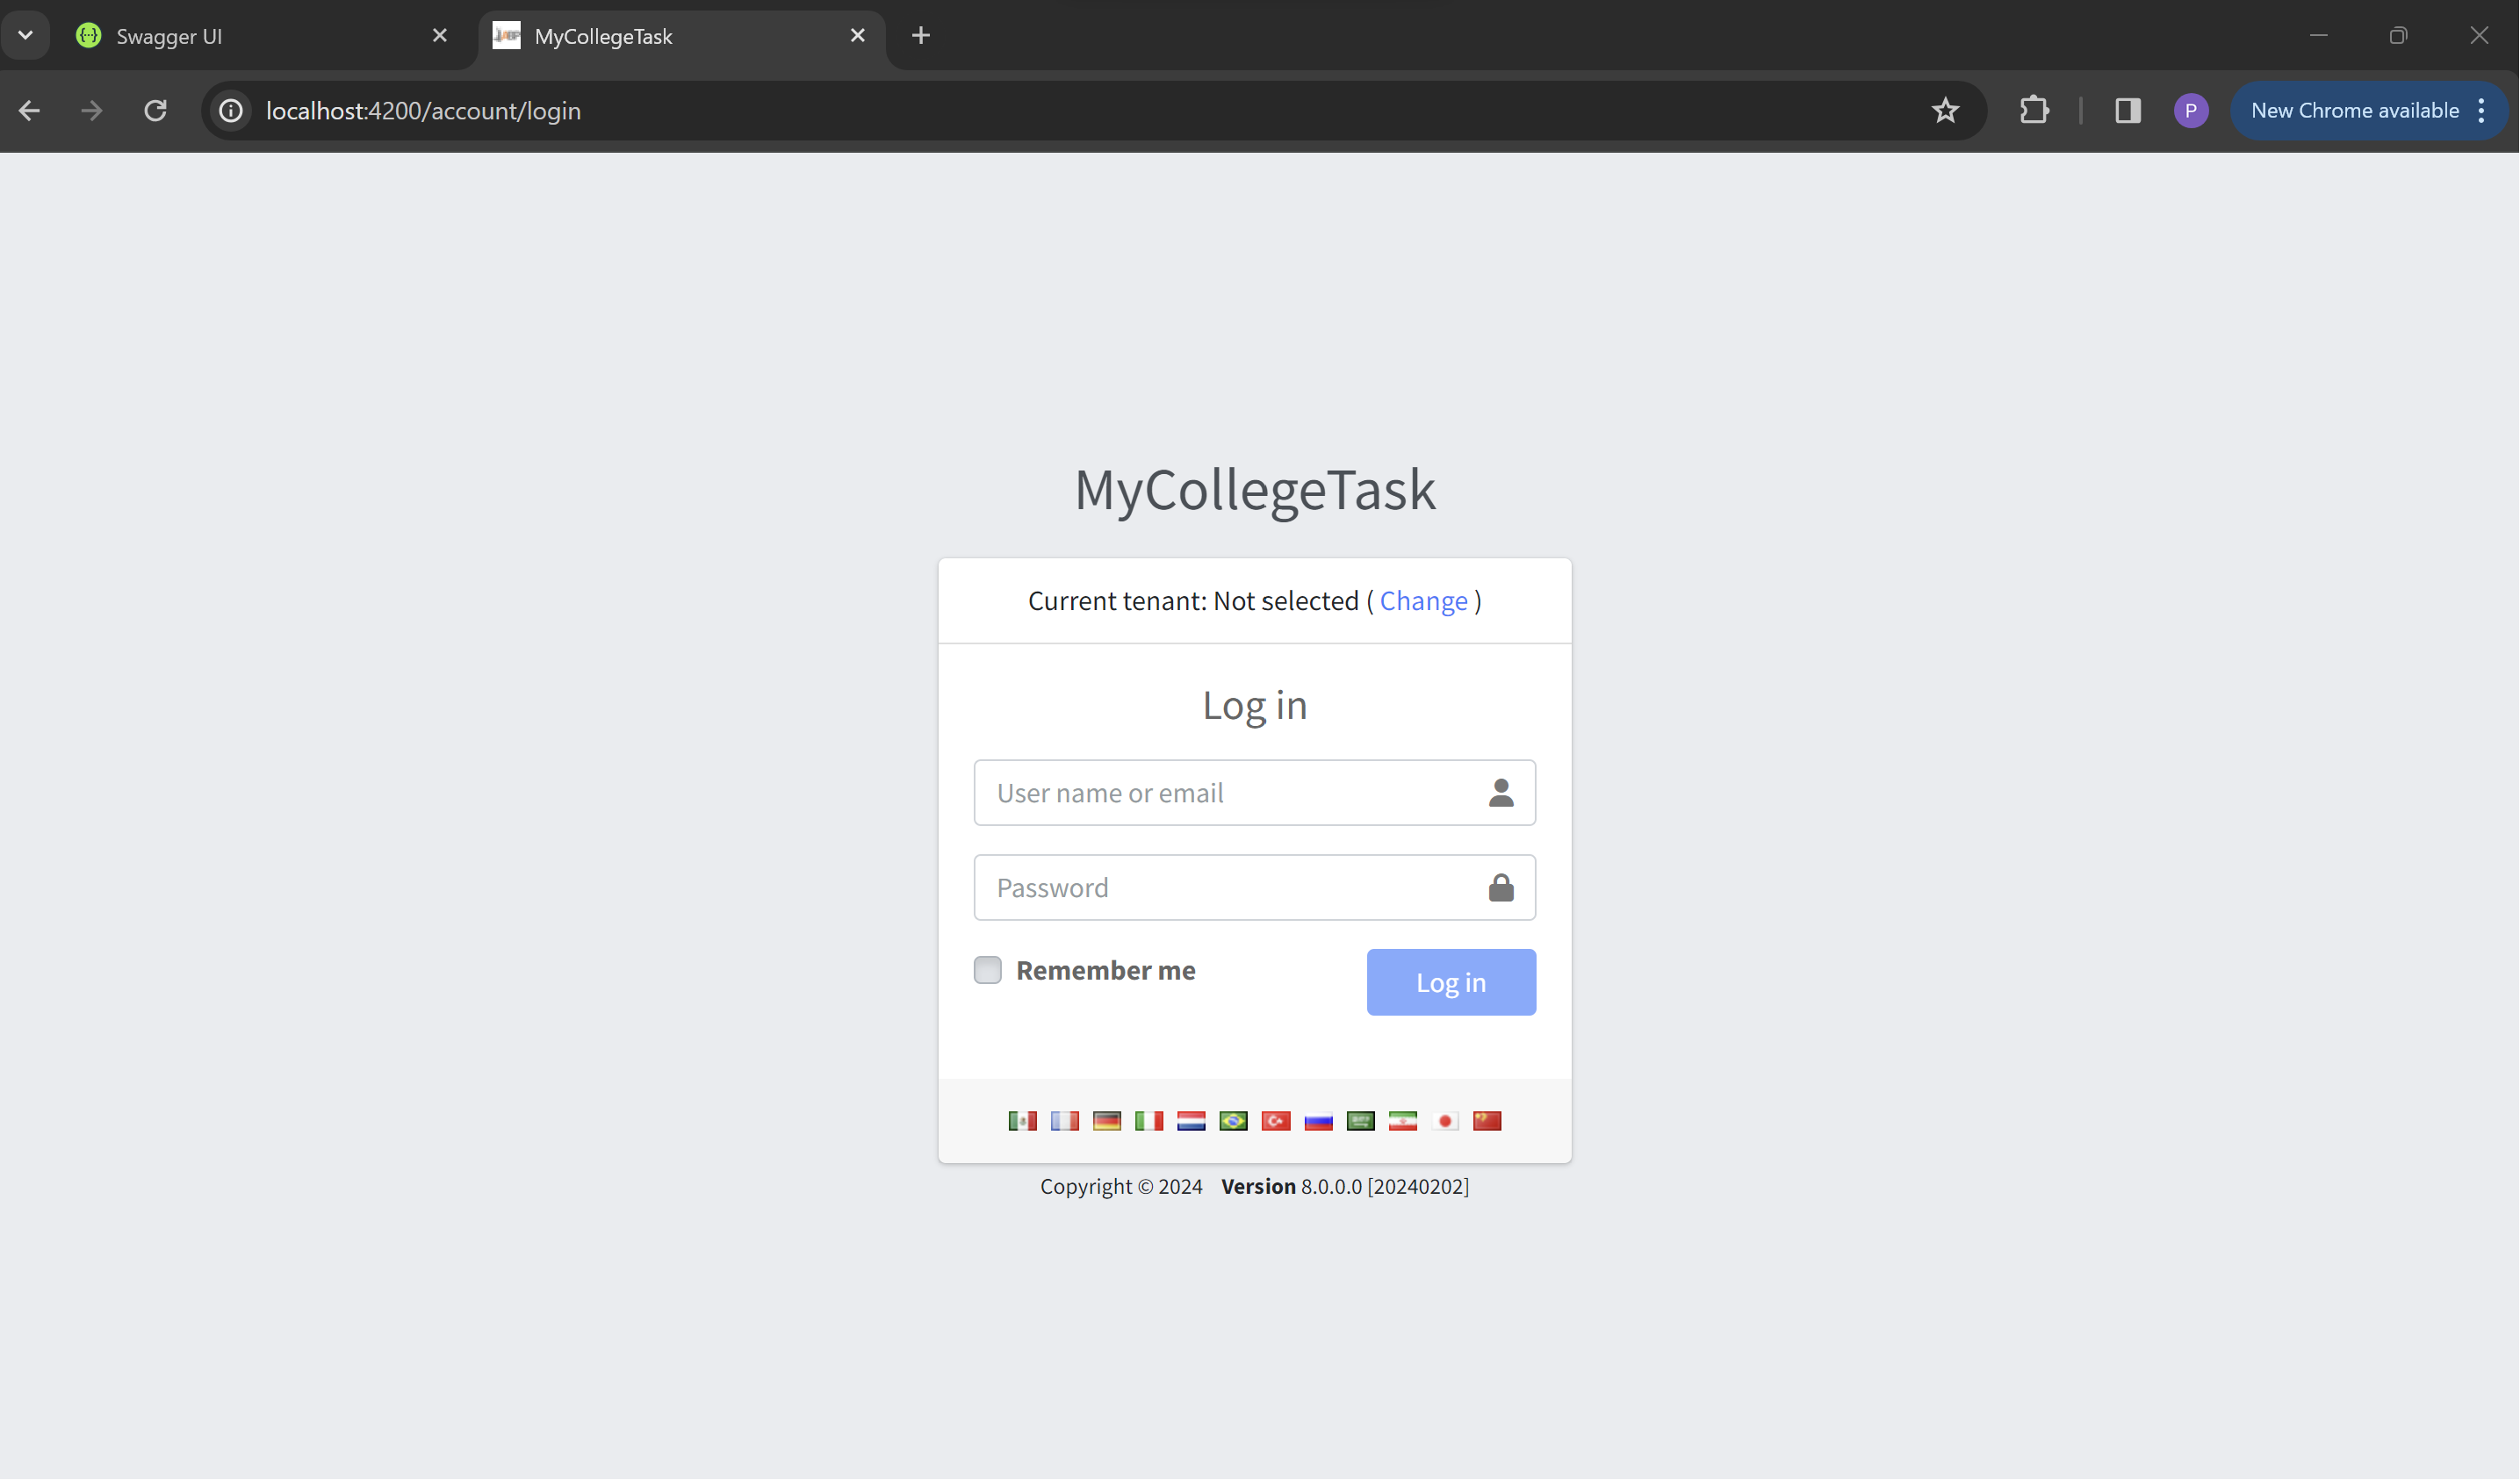 Swagger UI
MyCollegeTask
localhost:4200/account/login
P
New Chrome available
MyCollegeTask
Current tenant: Not selected ( Change )
Log in
User name or email
Password
Remember me
Log in
Copyright © 2024 Version 8.0.0.0 [20240202]